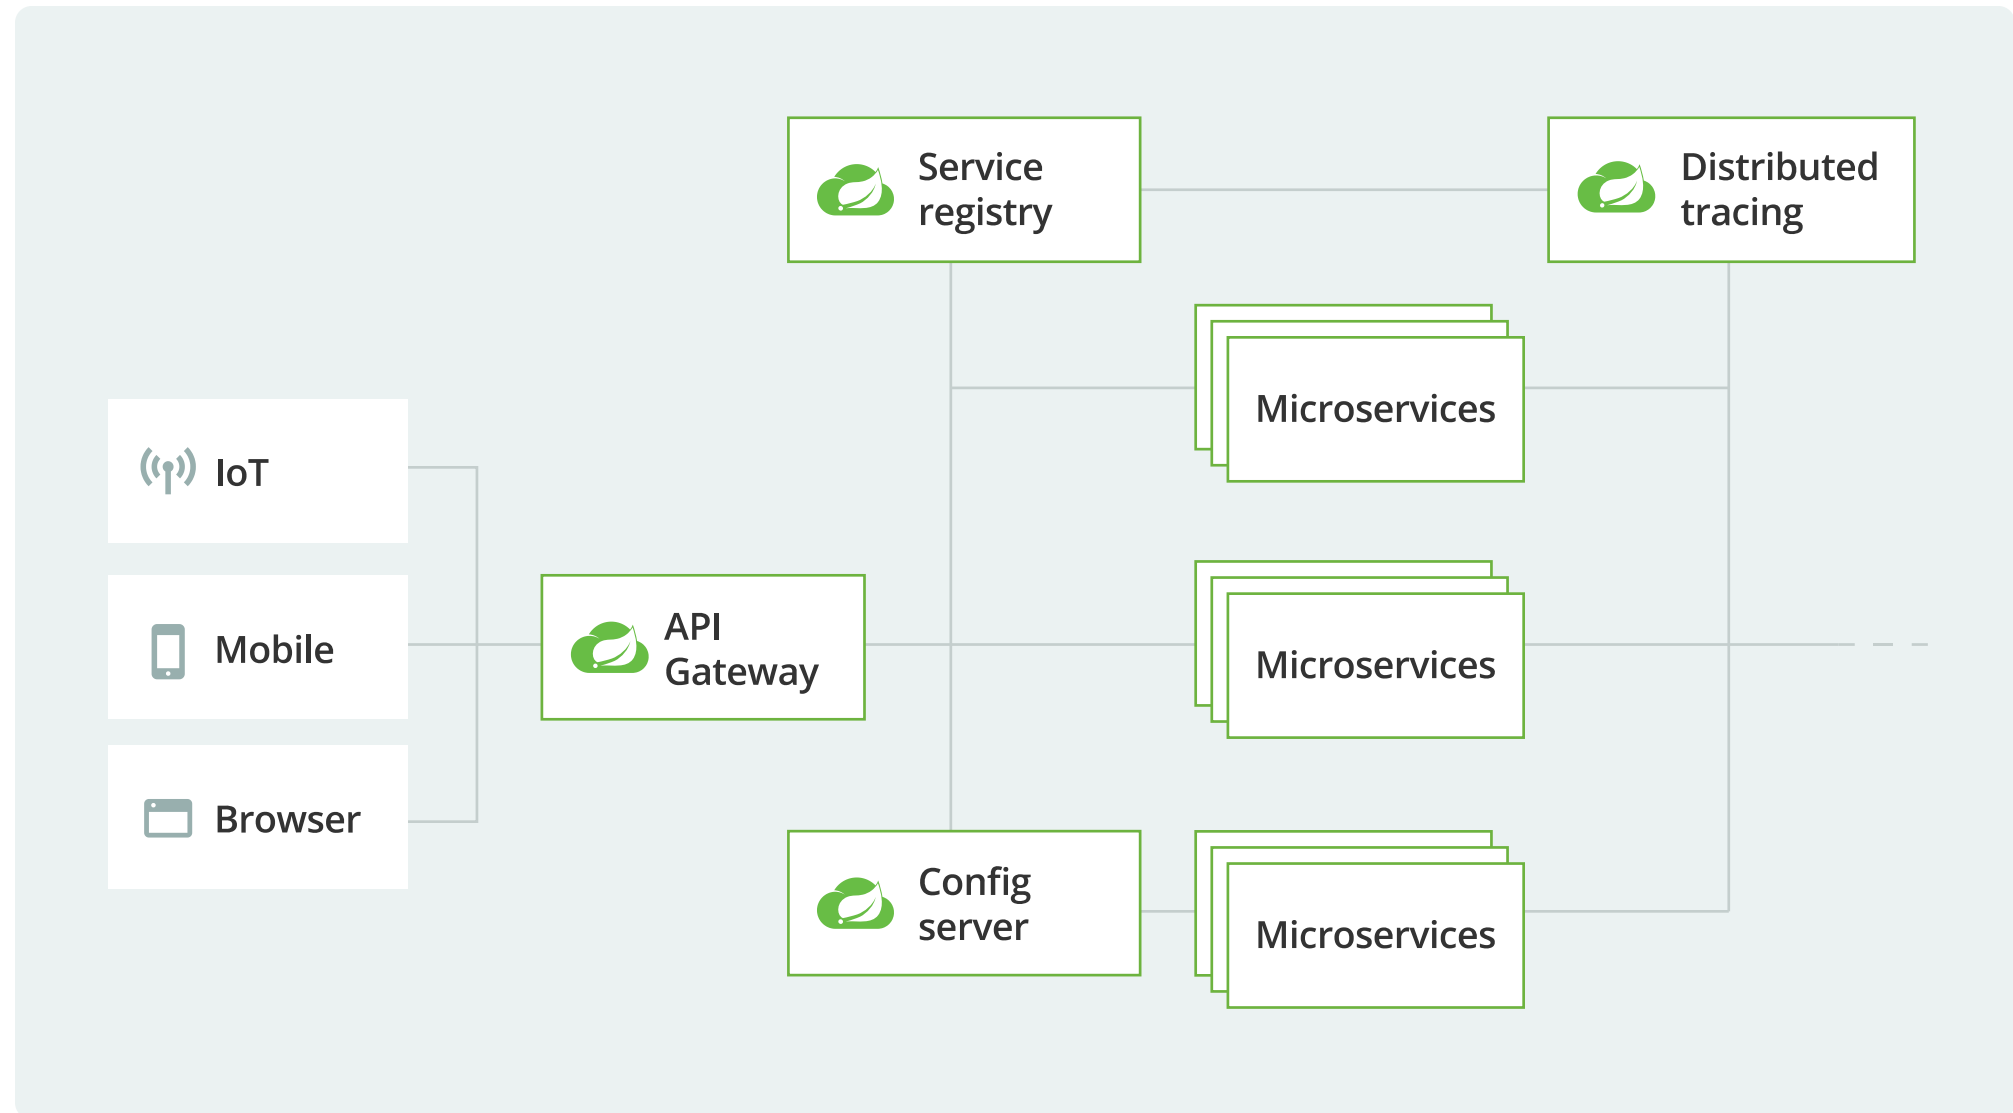 Service
registry
Distributed
tracing
Microservices
IoT
Mobile
Browser
API
Gateway
Microservices
Config
server
Microservices